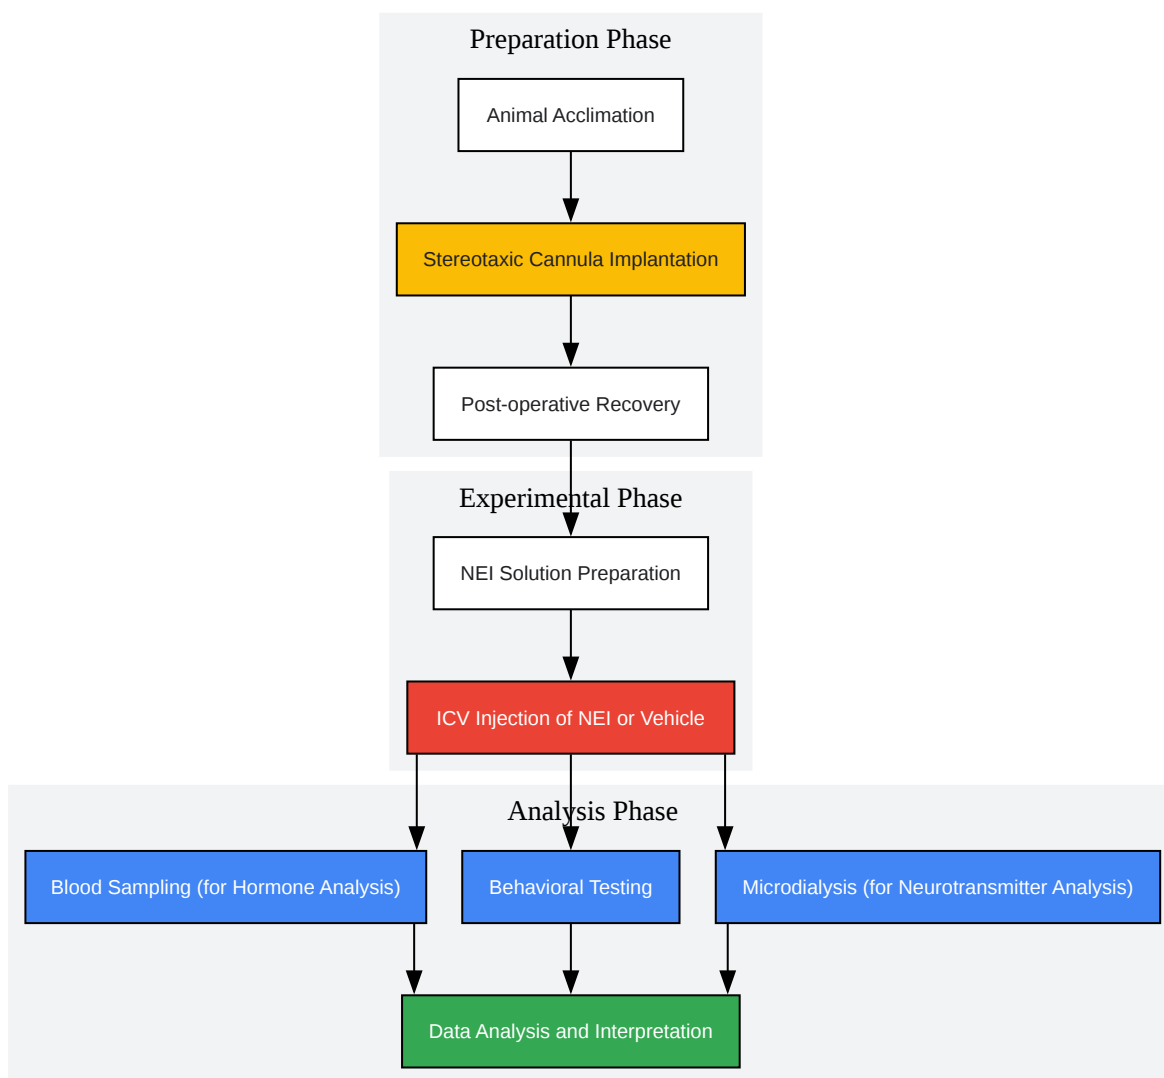 Preparation Phase
Animal Acclimation
Stereotaxic Cannula Implantation
Post-operative Recovery
Experimental Phase
NEI Solution Preparation
ICV Injection of NEI or Vehicle
Analysis Phase
Blood Sampling (for Hormone Analysis)
Behavioral Testing
Microdialysis (for Neurotransmitter Analysis)
Data Analysis and Interpretation